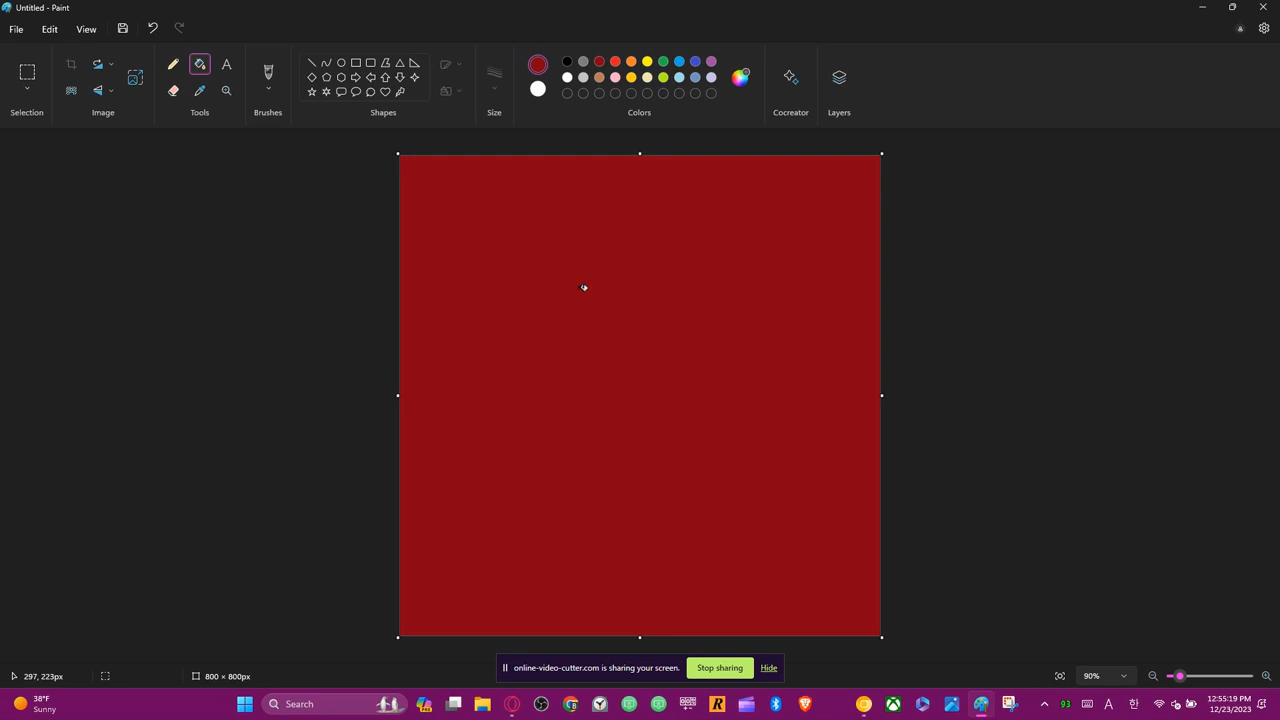 Untitled - Paint
File Edit View
Selection Image Tools Brushes Shapes Size Colors Cocreator Layers
online-video-cutter.com is sharing your screen. Stop sharing Hide
297, 223px 800 × 800px 90%
38°F
Sunny
Search
PRE
R
93
A
12:55:19 PM
12/23/2023